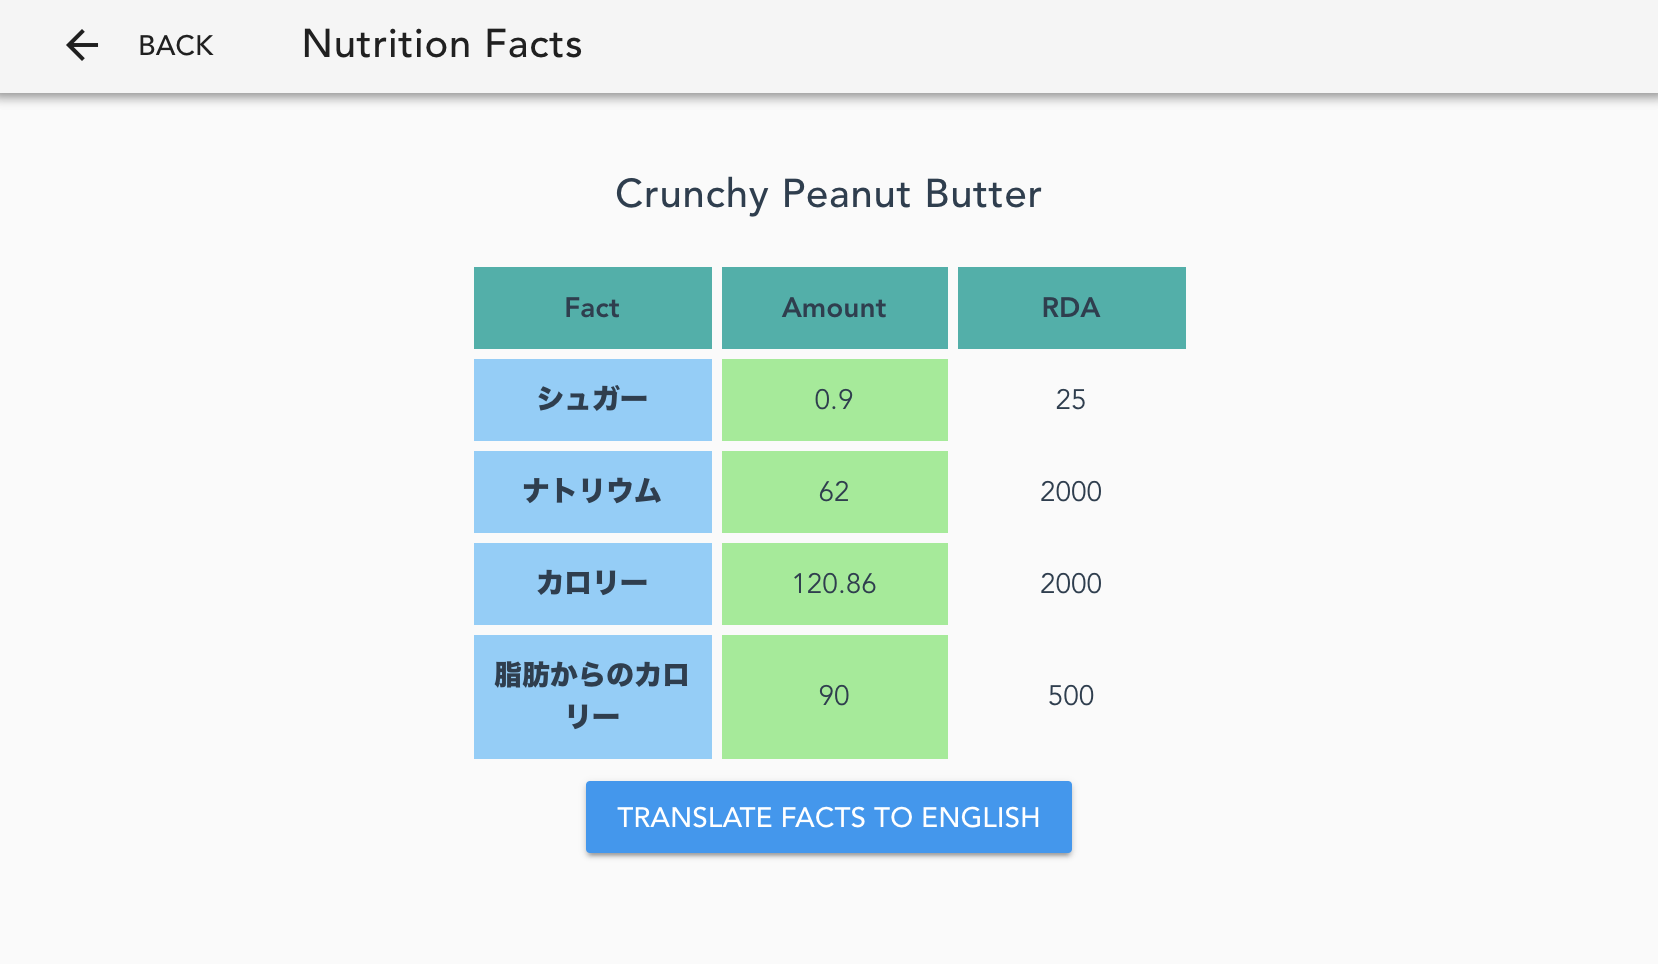 BACK Nutrition Facts
Crunchy Peanut Butter
Fact Amount RDA
シュガー 0.9 25
ナトリウム 62 2000
カロリー 120.86 2000
脂肪からのカロ
リー 90 500
TRANSLATE FACTS TO ENGLISH